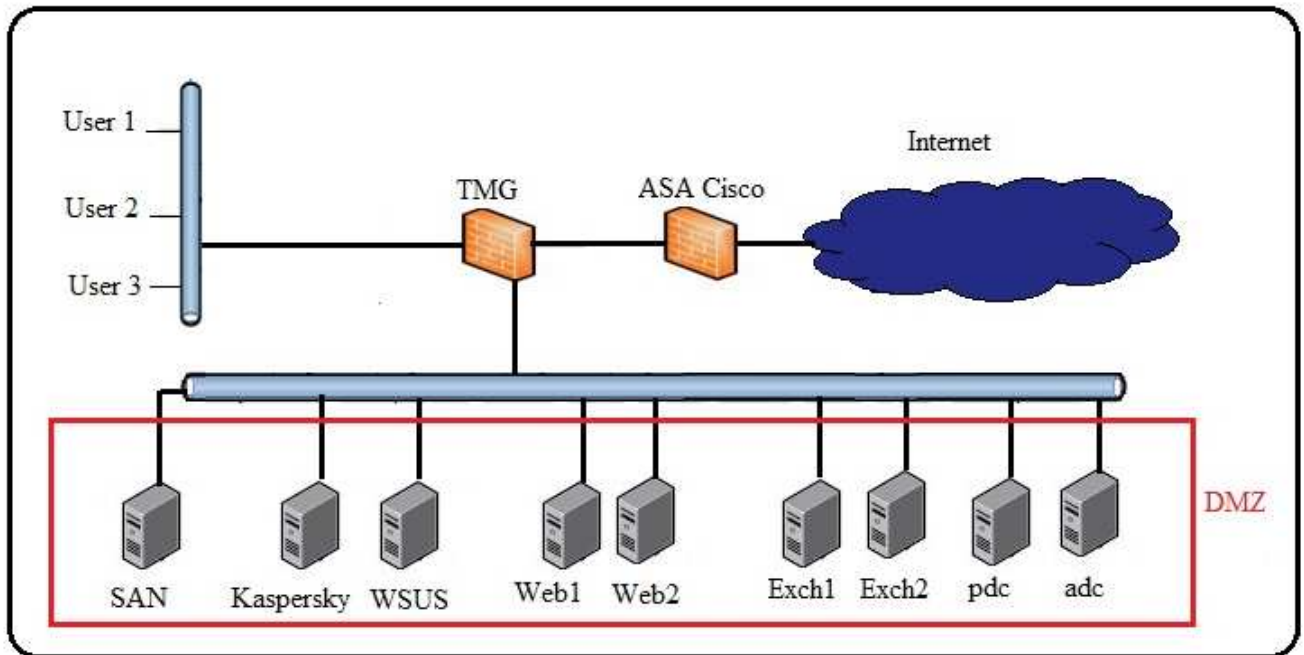 User 1
User 2
User 3
TMG
ASA Cisco
Internet
DMZ
SAN
Kaspersky
WSUS
Web1
Web2
Exch1
Exch2
pdc
adc